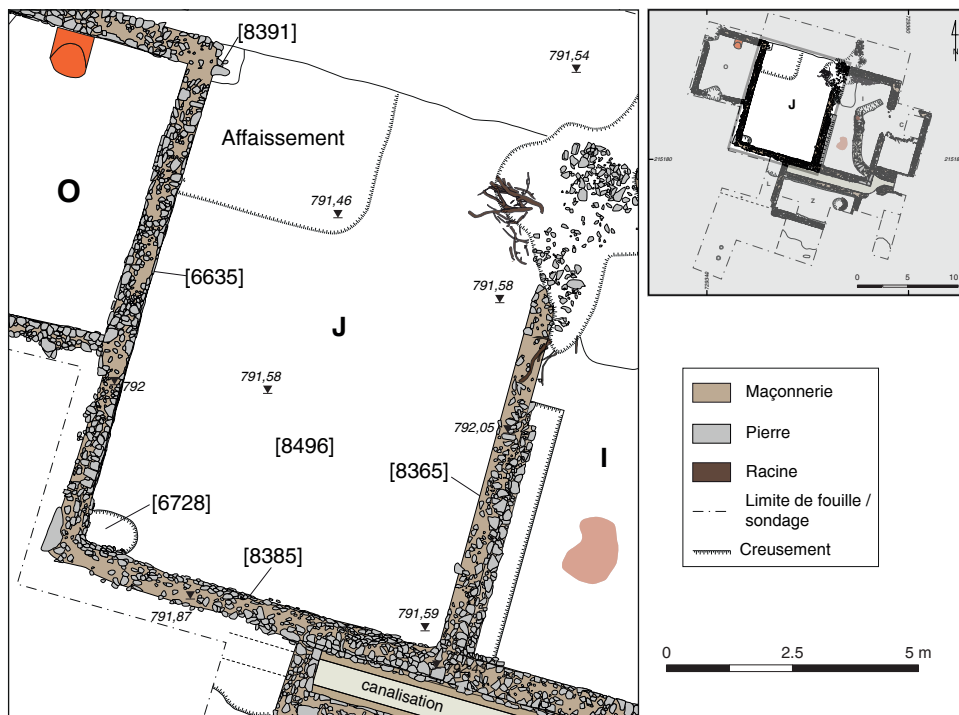 [8391]
791,54
Affaissement
O
791,46
[6635]
791,58
J
792
791,58
792,05
[8496]
[8365]
I
[6728]
[8385]
791,87
791,59
canalisation
J
O
I
C
Z
L
N
215180
0
5
10
Maçonnerie
Pierre
Racine
Limite de fouille /
sondage
Creusement
0
2.5
5 m